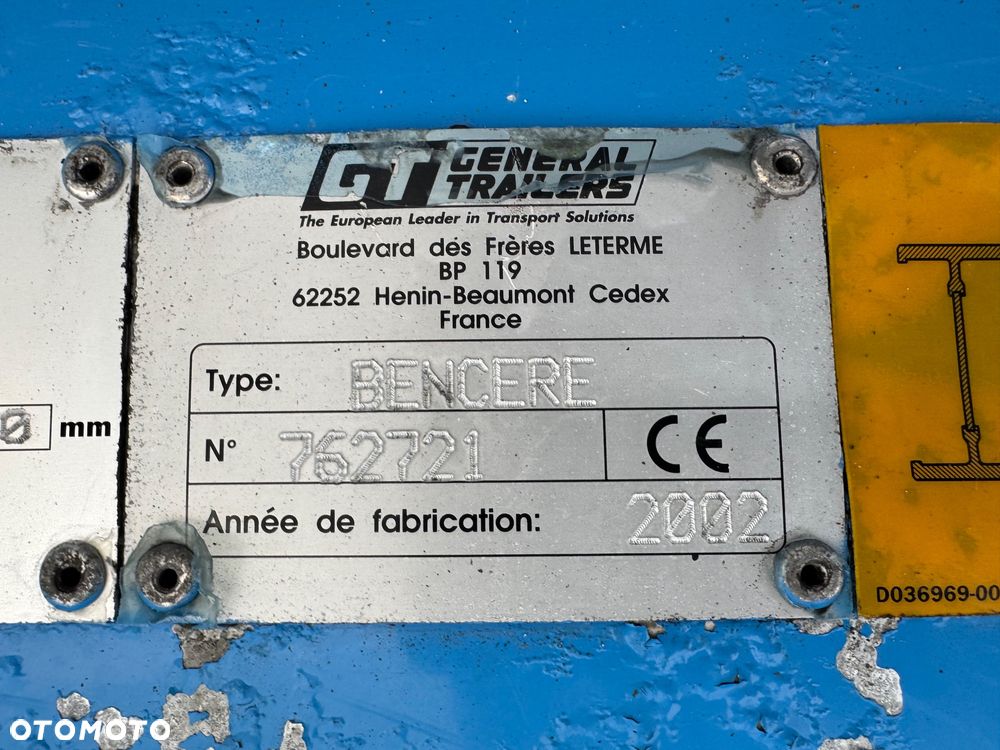 GT GENERAL
TRAILERS
The European Leader in Transport Solutions
Boulevard des Frères LETERME
BP 119
62252 Henin-Beaumont Cedex
France
0 mm
Type: BENCERE
N° 762721 CE
Année de fabrication: 2002
D036969-00
OTOMOTO